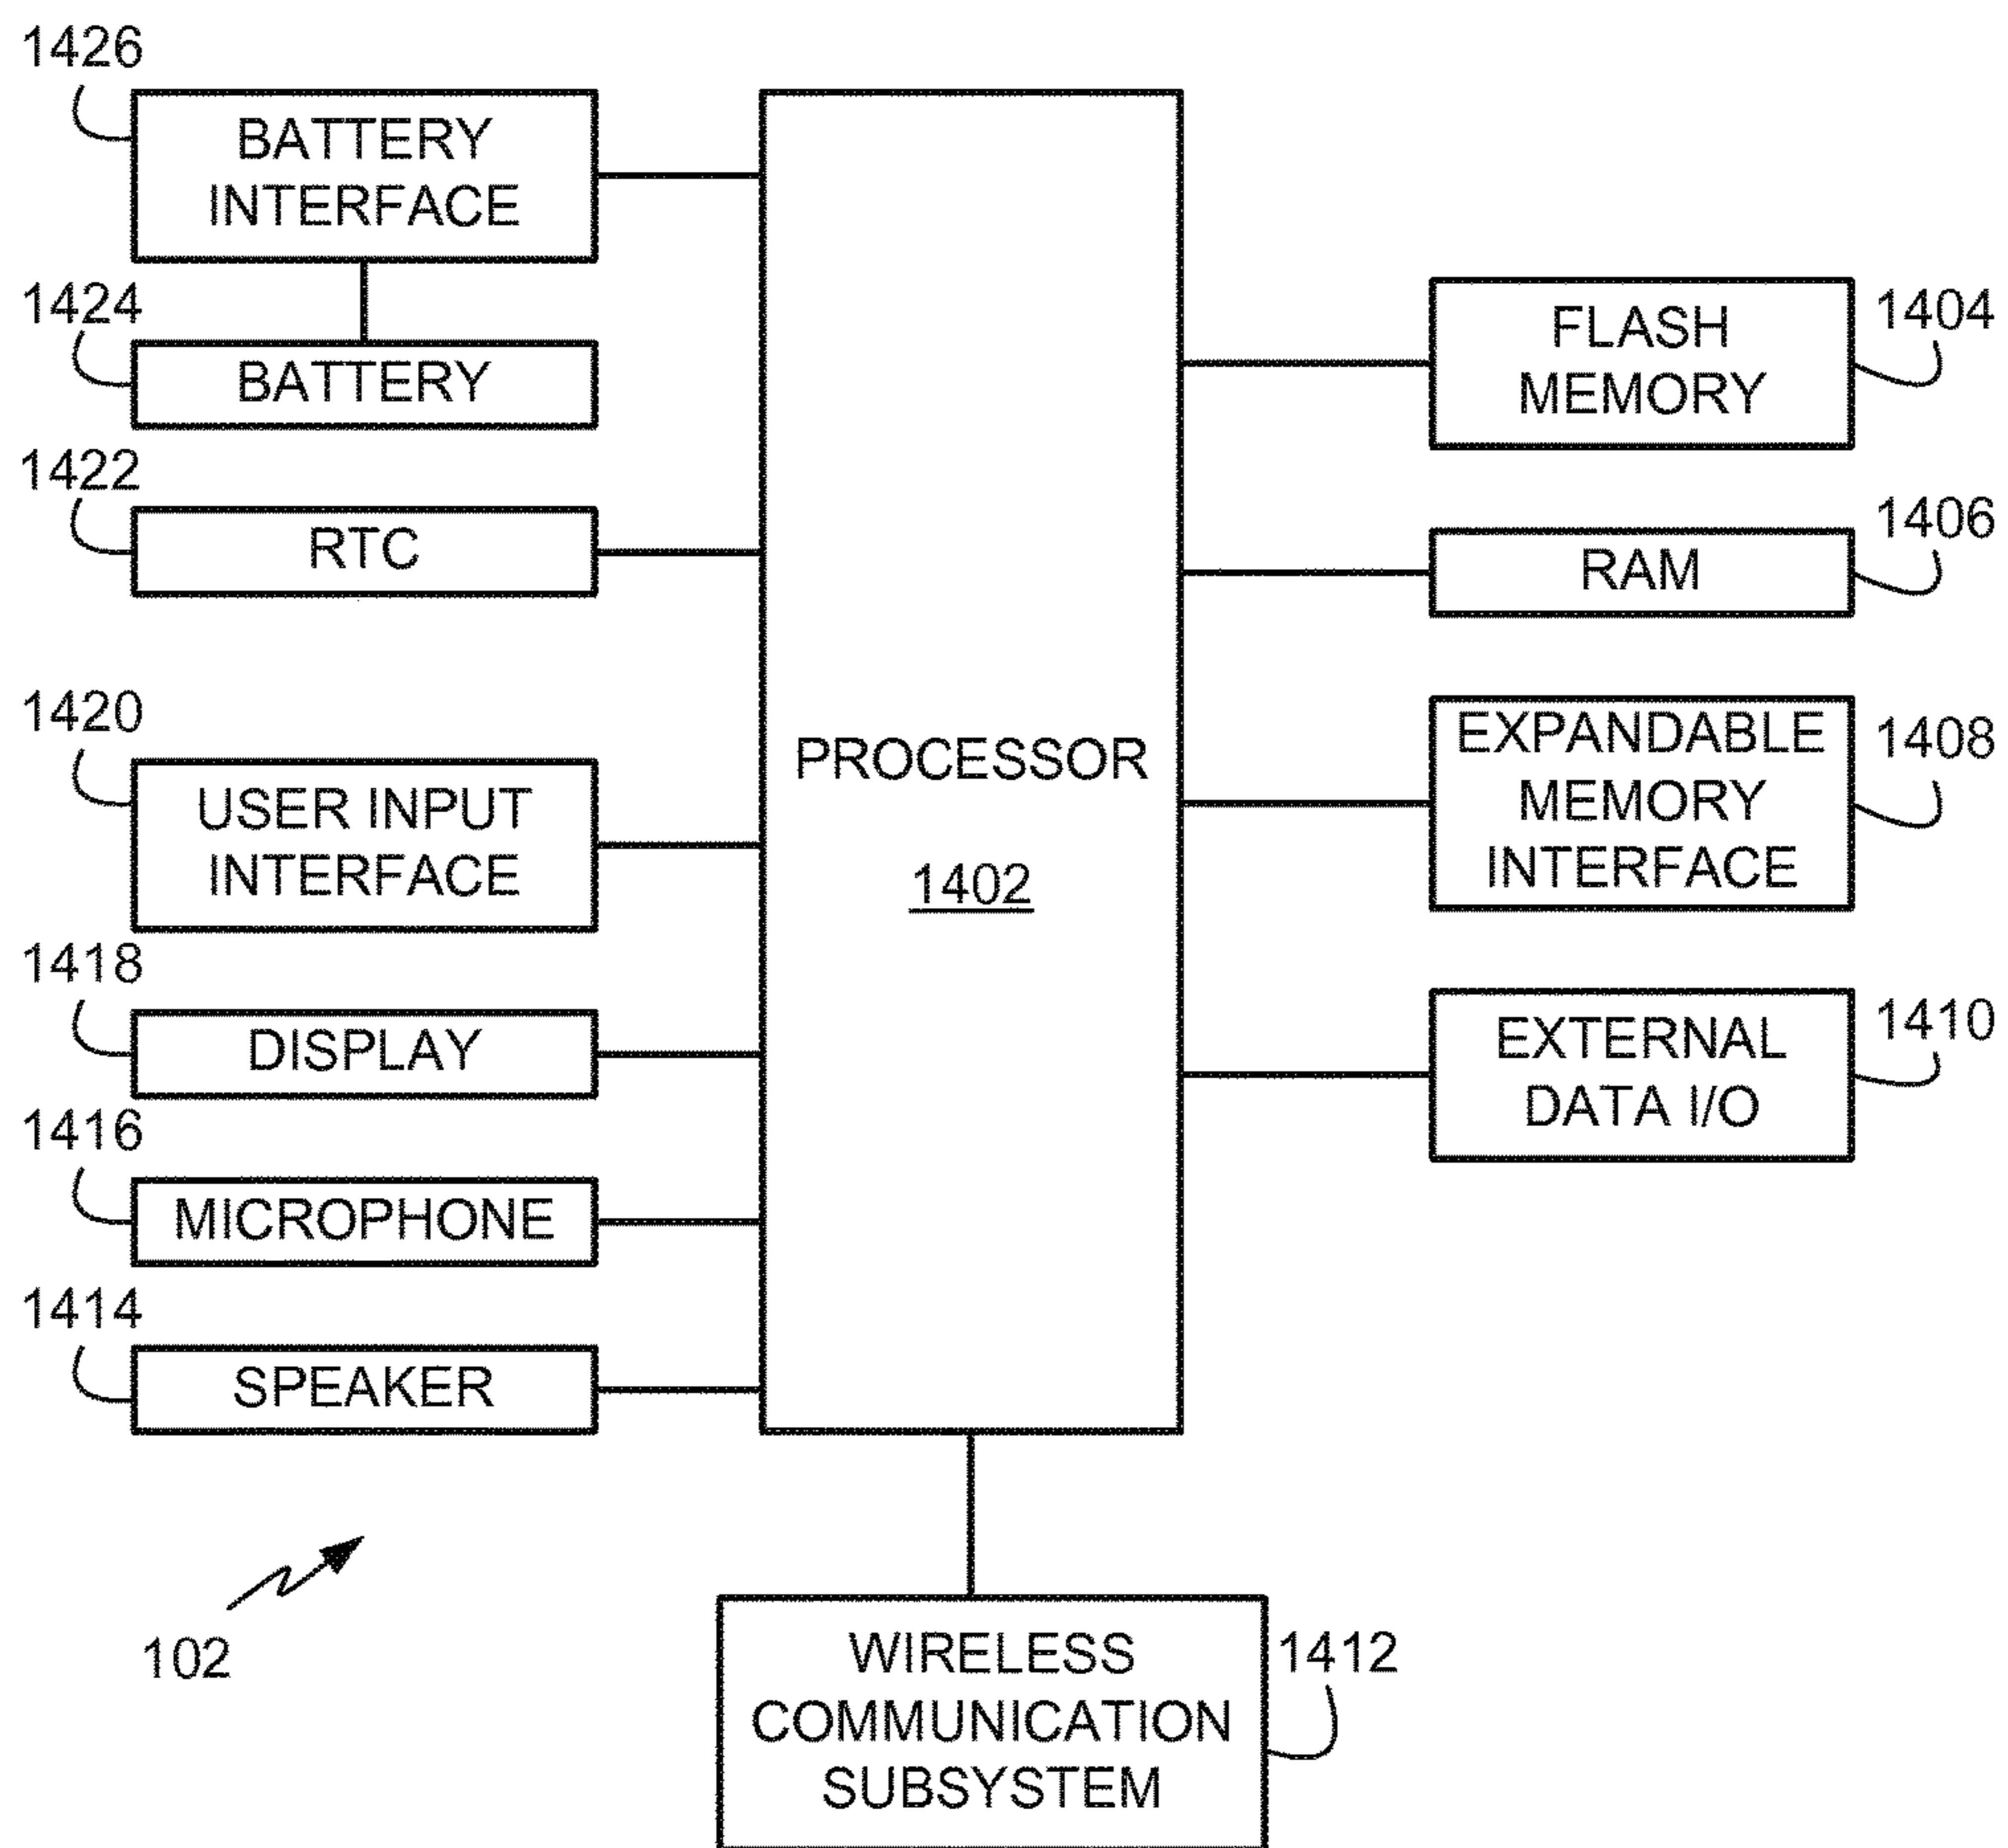 1426
BATTERY
INTERFACE
1424
BATTERY
1422
RTC
1420
USER INPUT
INTERFACE
1418
DISPLAY
1416
MICROPHONE
1414
SPEAKER
PROCESSOR
1402
FLASH
MEMORY
1404
RAM
1406
EXPANDABLE
MEMORY
INTERFACE
1408
EXTERNAL
DATA I/O
1410
102
WIRELESS
COMMUNICATION
SUBSYSTEM
1412